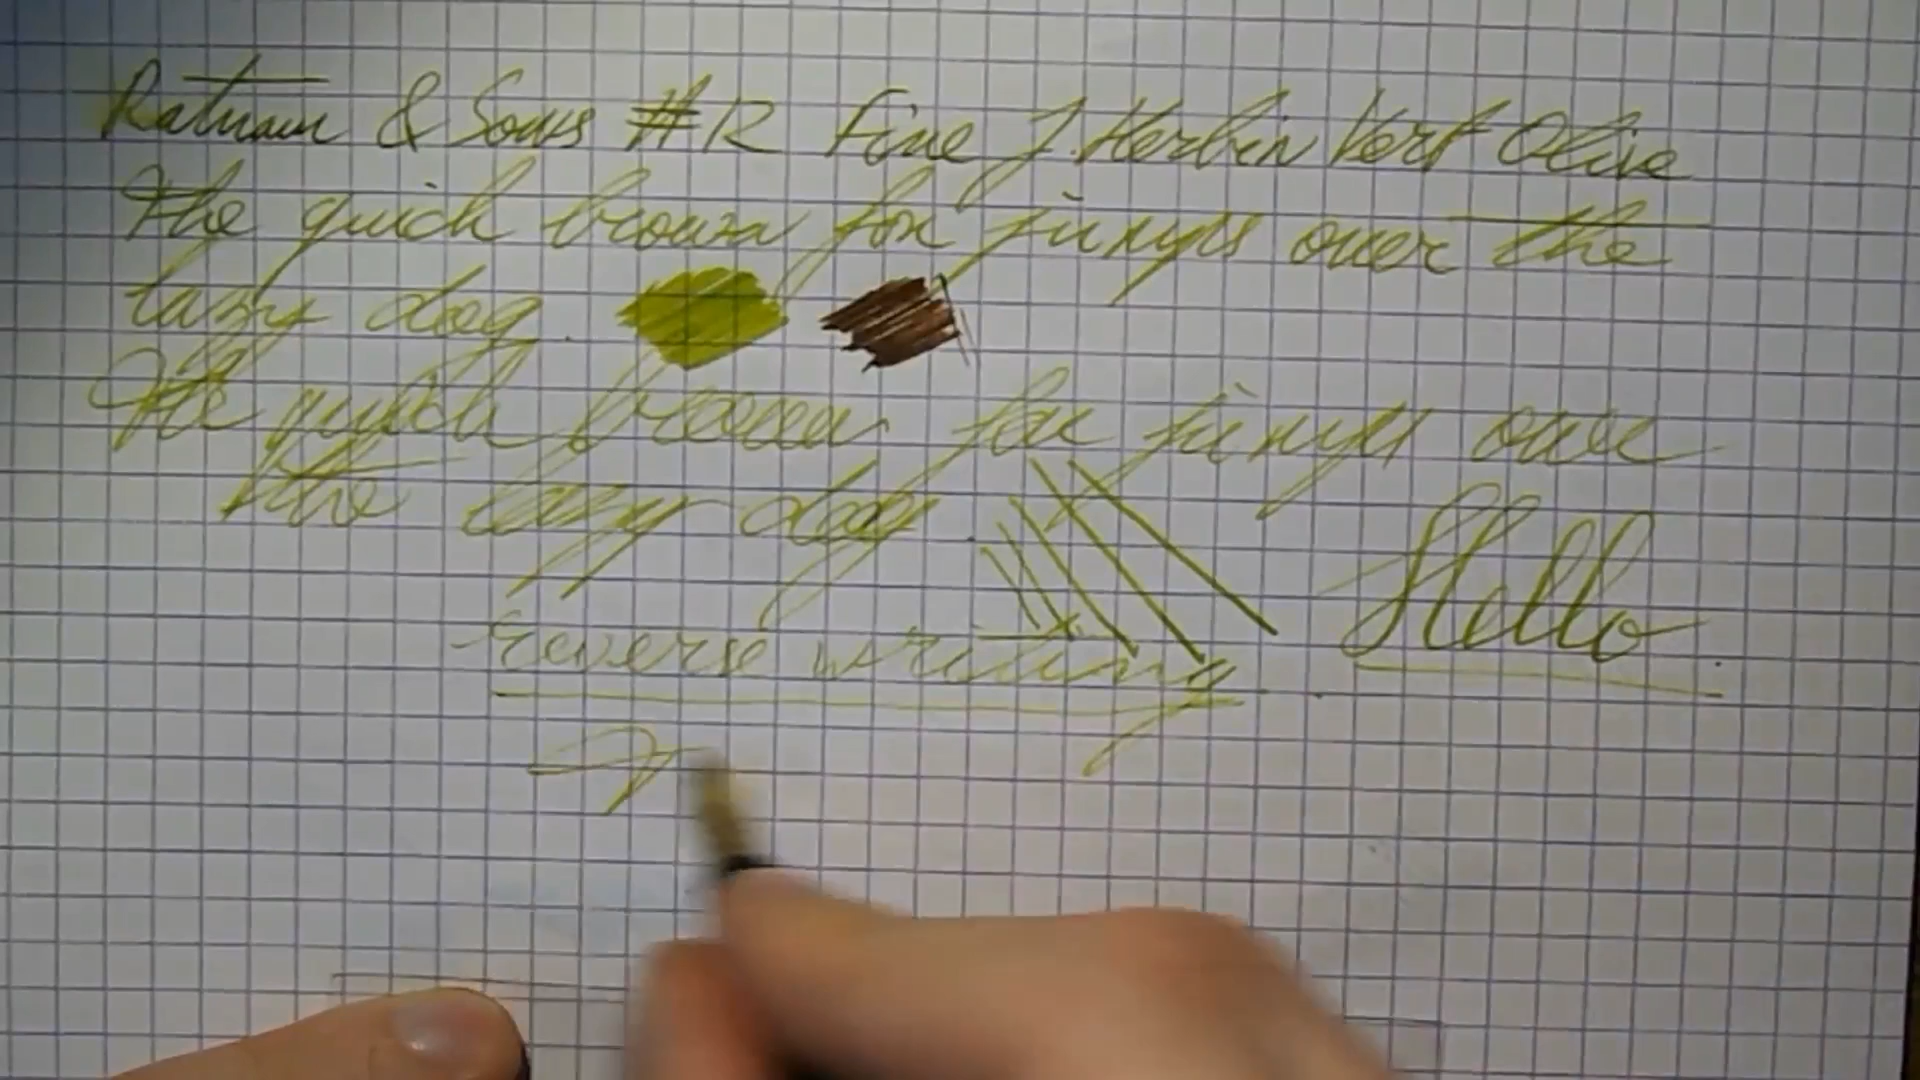 Ratnam & Sons #12 Fine J. Herbin Vert Olive
The quick brown fox jumps over the
lazy dog.
The quick brown fox jumps over
the lazy dog.
Hello
reverse writing